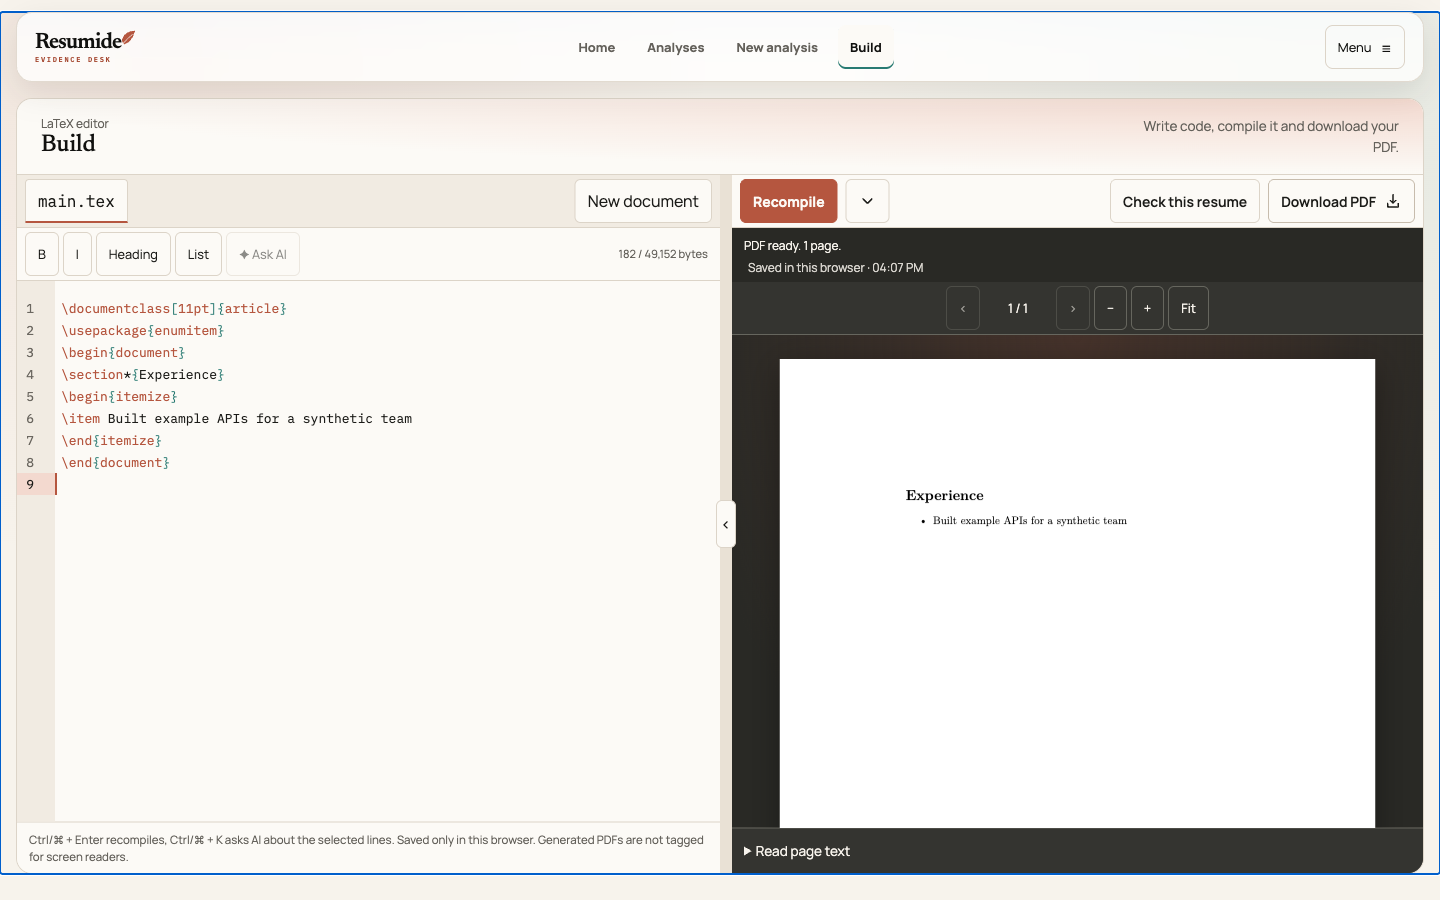 Resumide
EVIDENCE DESK
Home
Analyses
New analysis
Build
Menu ≡
LaTeX editor
Build
Write code, compile it and download your
PDF.
main.tex
New document
B
I
Heading
List
✦ Ask AI
182 / 49,152 bytes
1 \documentclass[11pt]{article}
2 \usepackage{enumitem}
3 \begin{document}
4 \section*{Experience}
5 \begin{itemize}
6 \item Built example APIs for a synthetic team
7 \end{itemize}
8 \end{document}
9
Ctrl/⌘ + Enter recompiles, Ctrl/⌘ + K asks AI about the selected lines. Saved only in this browser. Generated PDFs are not tagged
for screen readers.
Recompile
Check this resume
Download PDF
PDF ready. 1 page.
Saved in this browser · 04:07 PM
‹
1 / 1
›
−
+
Fit
Experience
• Built example APIs for a synthetic team
▶ Read page text